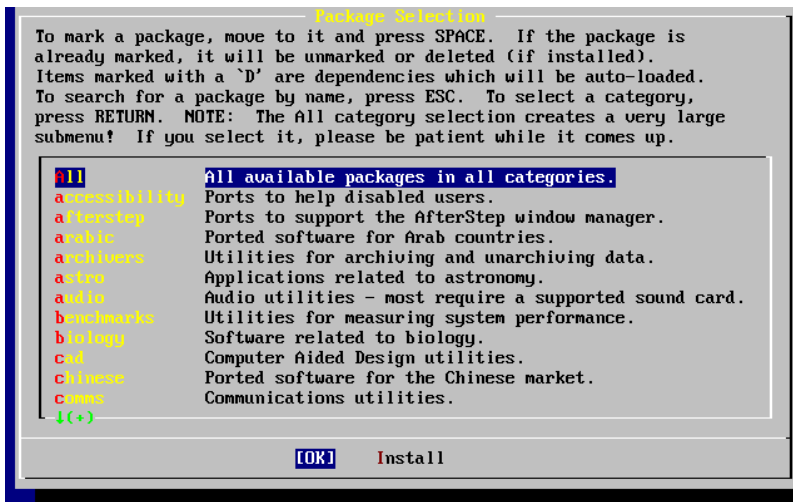 Package Selection
To mark a package, move to it and press SPACE.  If the package is
already marked, it will be unmarked or deleted (if installed).
Items marked with a `D' are dependencies which will be auto-loaded.
To search for a package by name, press ESC.  To select a category,
press RETURN.  NOTE:  The All category selection creates a very large
submenu!  If you select it, please be patient while it comes up.
All All available packages in all categories.
accessibility Ports to help disabled users.
afterstep Ports to support the AfterStep window manager.
arabic Ported software for Arab countries.
archivers Utilities for archiving and unarchiving data.
astro Applications related to astronomy.
audio Audio utilities - most require a supported sound card.
benchmarks Utilities for measuring system performance.
biology Software related to biology.
cad Computer Aided Design utilities.
chinese Ported software for the Chinese market.
comms Communications utilities.
↓(+)
[OK] Install